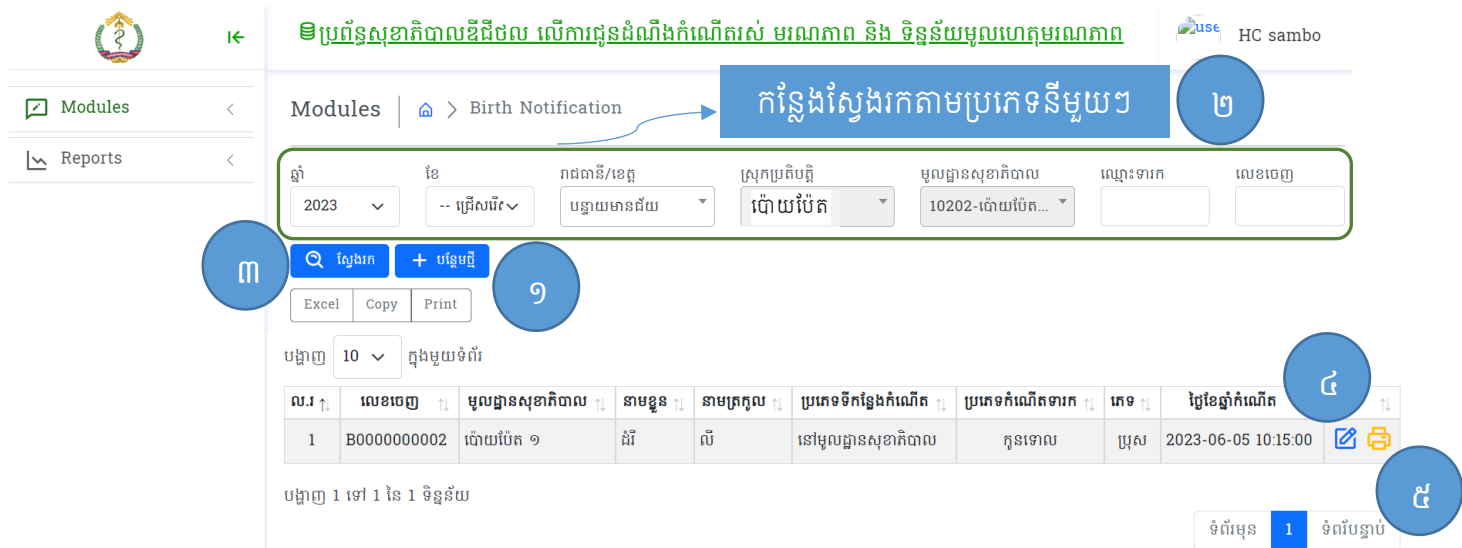 ប្រព័ន្ធសុខាភិបាលឌីជីថល លើការជូនដំណឹងកំណើតរស់ មរណភាព និង ទិន្នន័យមូលហេតុមរណភាព
use
HC sambo
Modules
Reports
Modules
Birth Notification
កន្លែងស្វែងរកតាមប្រភេទនីមួយៗ
២
ឆ្នាំ ខែ រាជធានី/ខេត្ត ស្រុកប្រតិបត្តិ មូលដ្ឋានសុខាភិបាល ឈ្មោះទារក លេខចេញ
2023 -- ជ្រើសរើស បន្ទាយមានជ័យ ប៉ោយប៉ែត 10202-ប៉ោយប៉ែត...
៣
ស្វែងរក + បន្ថែមថ្មី
១
Excel Copy Print
បង្ហាញ 10 ក្នុងមួយទំព័រ
៤
ល.រ លេខចេញ មូលដ្ឋានសុខាភិបាល នាមខ្លួន នាមត្រកូល ប្រភេទទីកន្លែងកំណើត ប្រភេទកំណើតទារក ភេទ ថ្ងៃខែឆ្នាំកំណើត
1 B0000000002 ប៉ោយប៉ែត ១ ដំរី លី នៅមូលដ្ឋានសុខាភិបាល កូនទោល ប្រុស 2023-06-05 10:15:00
៥
បង្ហាញ 1 ទៅ 1 នៃ 1 ទិន្នន័យ
ទំព័រមុន 1 ទំពរ័បន្ទាប់